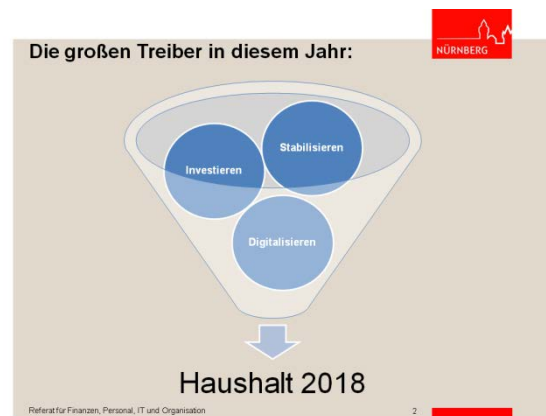 Die großen Treiber in diesem Jahr:
NÜRNBERG
Stabilisieren
Investieren
Digitalisieren
Haushalt 2018
Referat für Finanzen, Personal, IT und Organisation
2